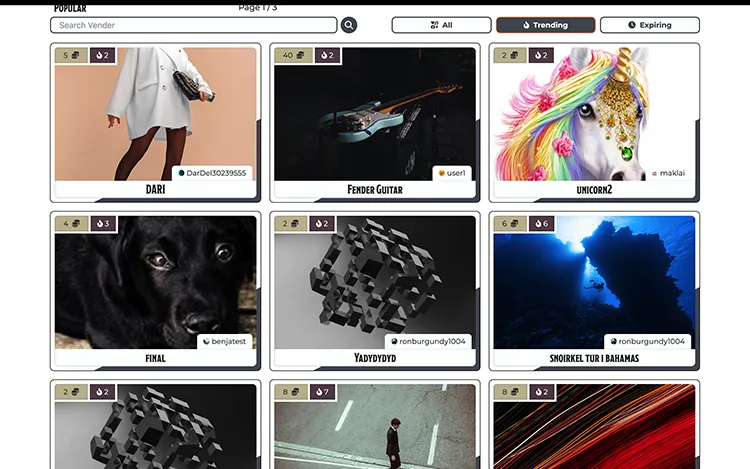 POPULAR
Page 1 / 3
Search Vender
All
Trending
Expiring
5 2
40 2
2 2
DarDel30239555
user1
maklai
DARI
FENDER GUITAR
UNICORN2
4 3
2 2
6 6
benjatest
ronburgundy1004
ronburgundy1004
FINAL
YADYDYDYD
SNOIRKEL TUR I BAHAMAS
2 2
8 7
8 2